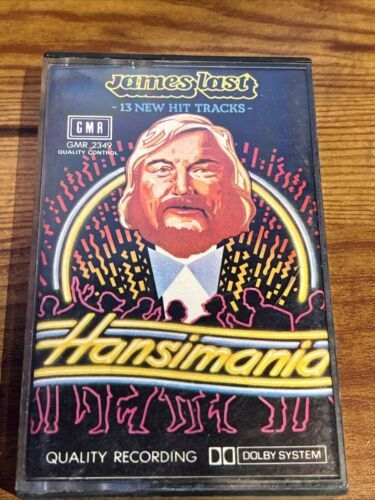 James Last
- 13 NEW HIT TRACKS -
GMR
GMR 2349
QUALITY CONTROL
Hansimania
QUALITY RECORDING DOLBY SYSTEM